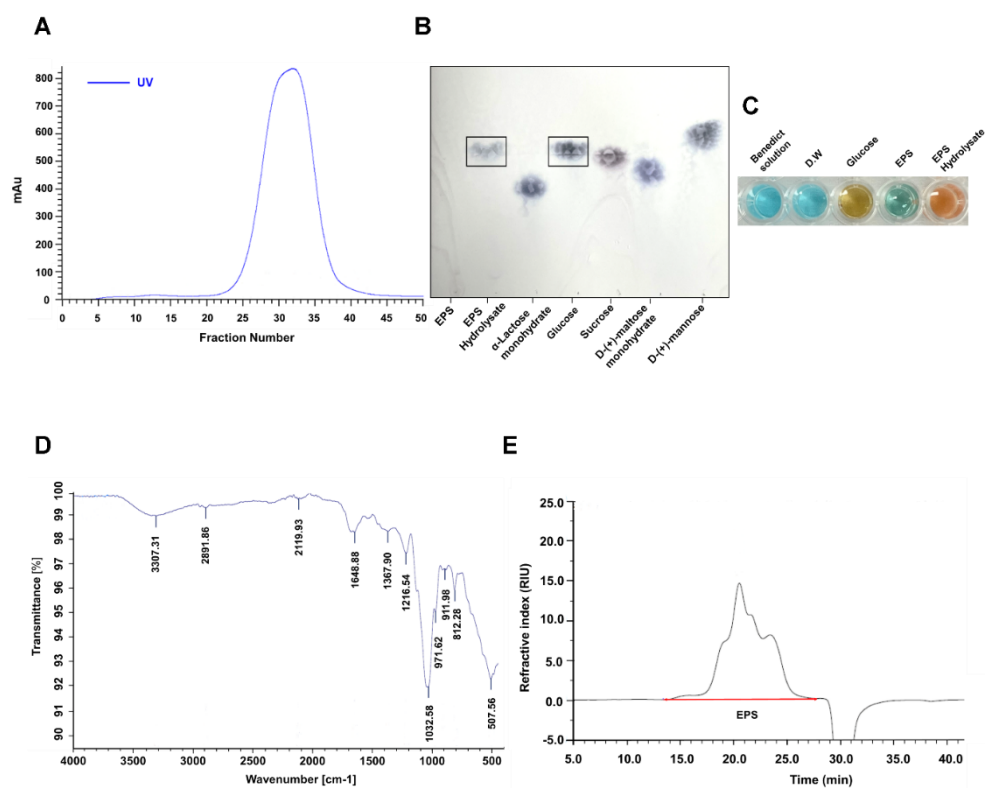 A
UV
800
700
600
500
400
300
200
100
0
mAu
0 5 10 15 20 25 30 35 40 45 50
Fraction Number
B
EPS
EPS
Hydrolysate
α-Lactose
monohydrate
Glucose
Sucrose
D-(+)-maltose
monohydrate
D-(+)-mannose
C
Benedict
solution
D.W
Glucose
EPS
EPS
Hydrolysate
D
100
99
98
97
96
95
94
93
92
91
90
Transmittance [%]
3307.31
2891.86
2119.93
1648.88
1367.90
1216.54
1032.58
971.62
911.98
812.28
507.56
4000 3500 3000 2500 2000 1500 1000 500
Wavenumber [cm-1]
E
25.0
20.0
15.0
10.0
5.0
0.0
-5.0
Refractive index (RIU)
EPS
5.0 10.0 15.0 20.0 25.0 30.0 35.0 40.0
Time (min)